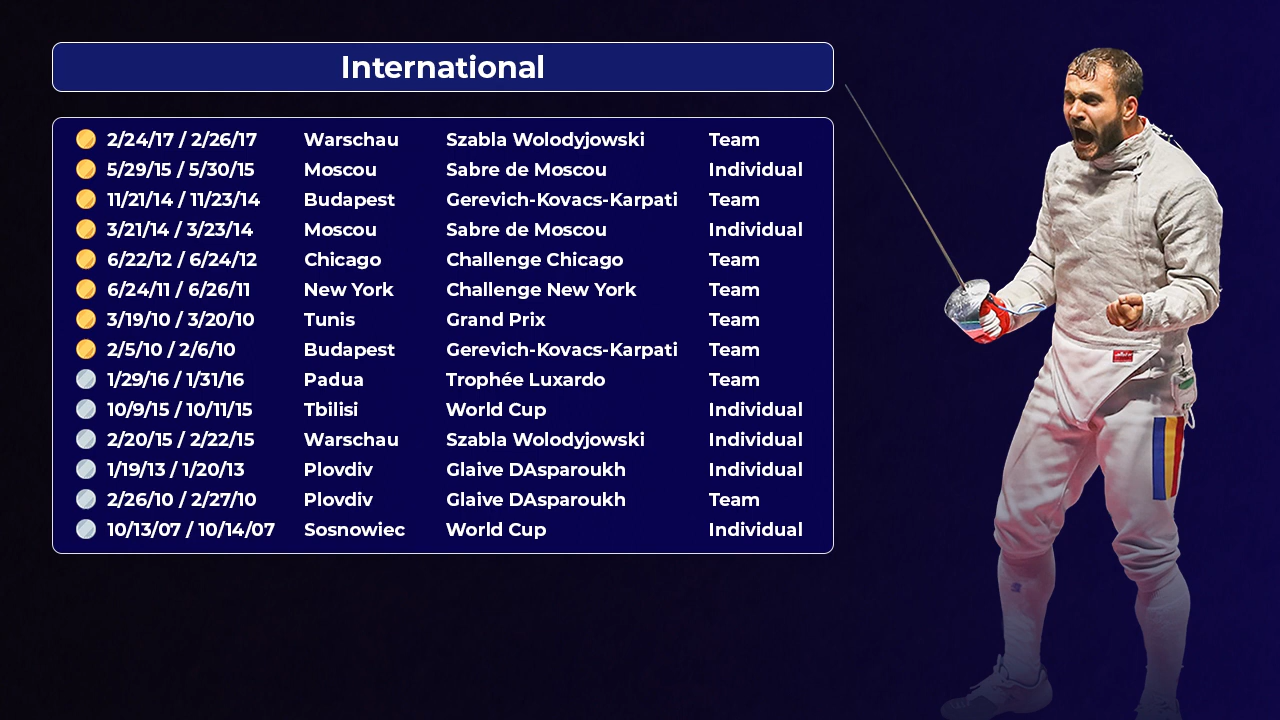 International
2/24/17 / 2/26/17 Warschau Szabla Wolodyjowski Team
5/29/15 / 5/30/15 Moscou Sabre de Moscou Individual
11/21/14 / 11/23/14 Budapest Gerevich-Kovacs-Karpati Team
3/21/14 / 3/23/14 Moscou Sabre de Moscou Individual
6/22/12 / 6/24/12 Chicago Challenge Chicago Team
6/24/11 / 6/26/11 New York Challenge New York Team
3/19/10 / 3/20/10 Tunis Grand Prix Team
2/5/10 / 2/6/10 Budapest Gerevich-Kovacs-Karpati Team
1/29/16 / 1/31/16 Padua Trophée Luxardo Team
10/9/15 / 10/11/15 Tbilisi World Cup Individual
2/20/15 / 2/22/15 Warschau Szabla Wolodyjowski Individual
1/19/13 / 1/20/13 Plovdiv Glaive DAsparoukh Individual
2/26/10 / 2/27/10 Plovdiv Glaive DAsparoukh Team
10/13/07 / 10/14/07 Sosnowiec World Cup Individual